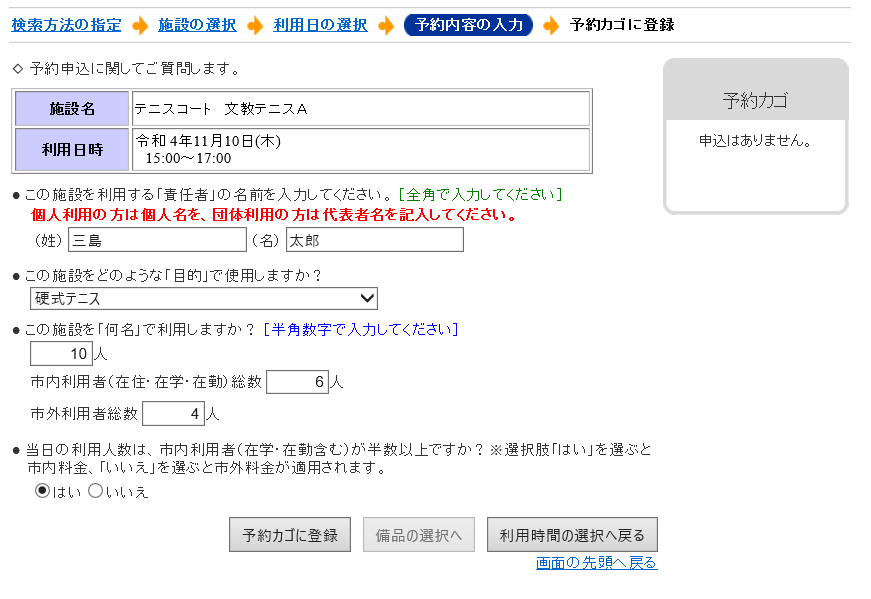 検索方法の指定 施設の選択 利用日の選択 予約内容の入力 予約カゴに登録
◇ 予約申込に関してご質問します。
施設名 テニスコート 文教テニスA
利用日時 令和 4年11月10日(木)
15:00～17:00
● この施設を利用する「責任者」の名前を入力してください。[全角で入力してください]
個人利用の方は個人名を、団体利用の方は代表者名を記入してください。
(姓) 三島 (名) 太郎
● この施設をどのような「目的」で使用しますか？
硬式テニス
● この施設を「何名」で利用しますか？ [半角数字で入力してください]
10 人
市内利用者(在住・在学・在勤)総数 6 人
市外利用者総数 4 人
● 当日の利用人数は、市内利用者(在学・在勤含む)が半数以上ですか？※選択肢「はい」を選ぶと
市内料金、「いいえ」を選ぶと市外料金が適用されます。
はい いいえ
予約カゴに登録 備品の選択へ 利用時間の選択へ戻る
画面の先頭へ戻る
予約カゴ
申込はありません。